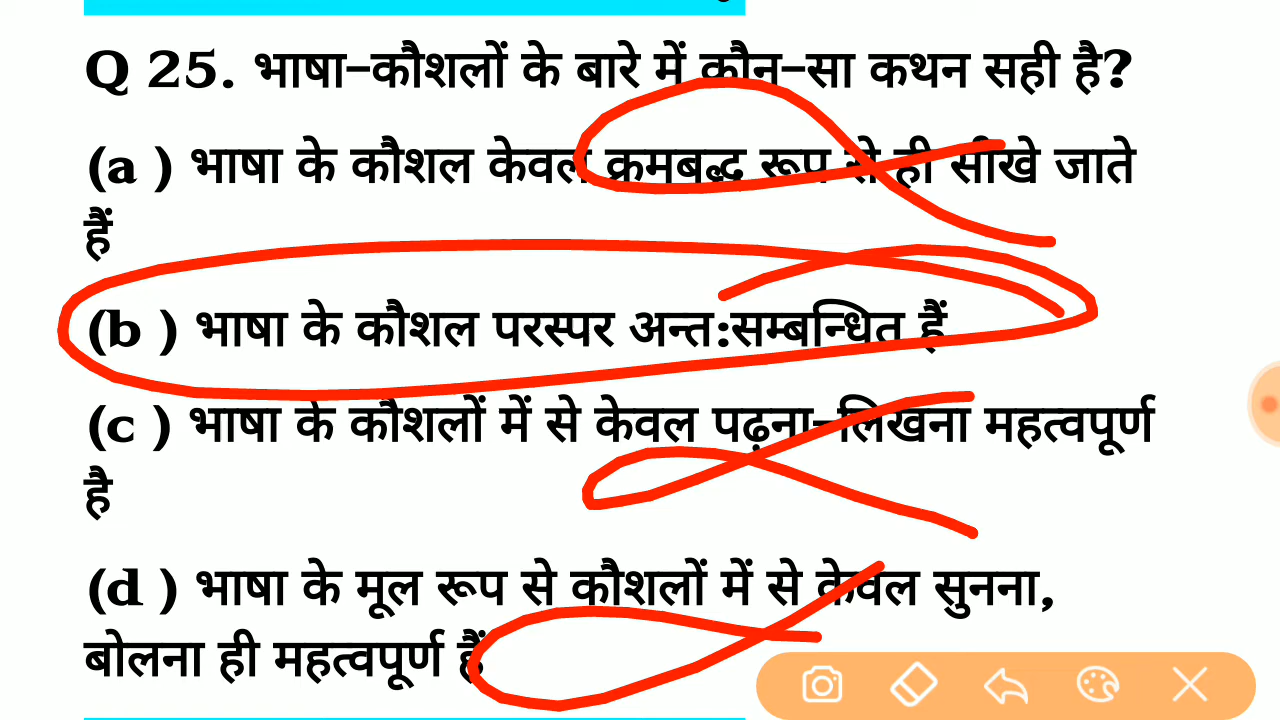 Q 25. भाषा-कौशलों के बारे में कौन-सा कथन सही है?
(a ) भाषा के कौशल केवल क्रमबद्ध रूप से ही सीखे जाते
हैं
(b ) भाषा के कौशल परस्पर अन्त:सम्बन्धित हैं
(c ) भाषा के कौशलों में से केवल पढ़ना-लिखना महत्वपूर्ण
है
(d ) भाषा के मूल रूप से कौशलों में से केवल सुनना,
बोलना ही महत्वपूर्ण हैं